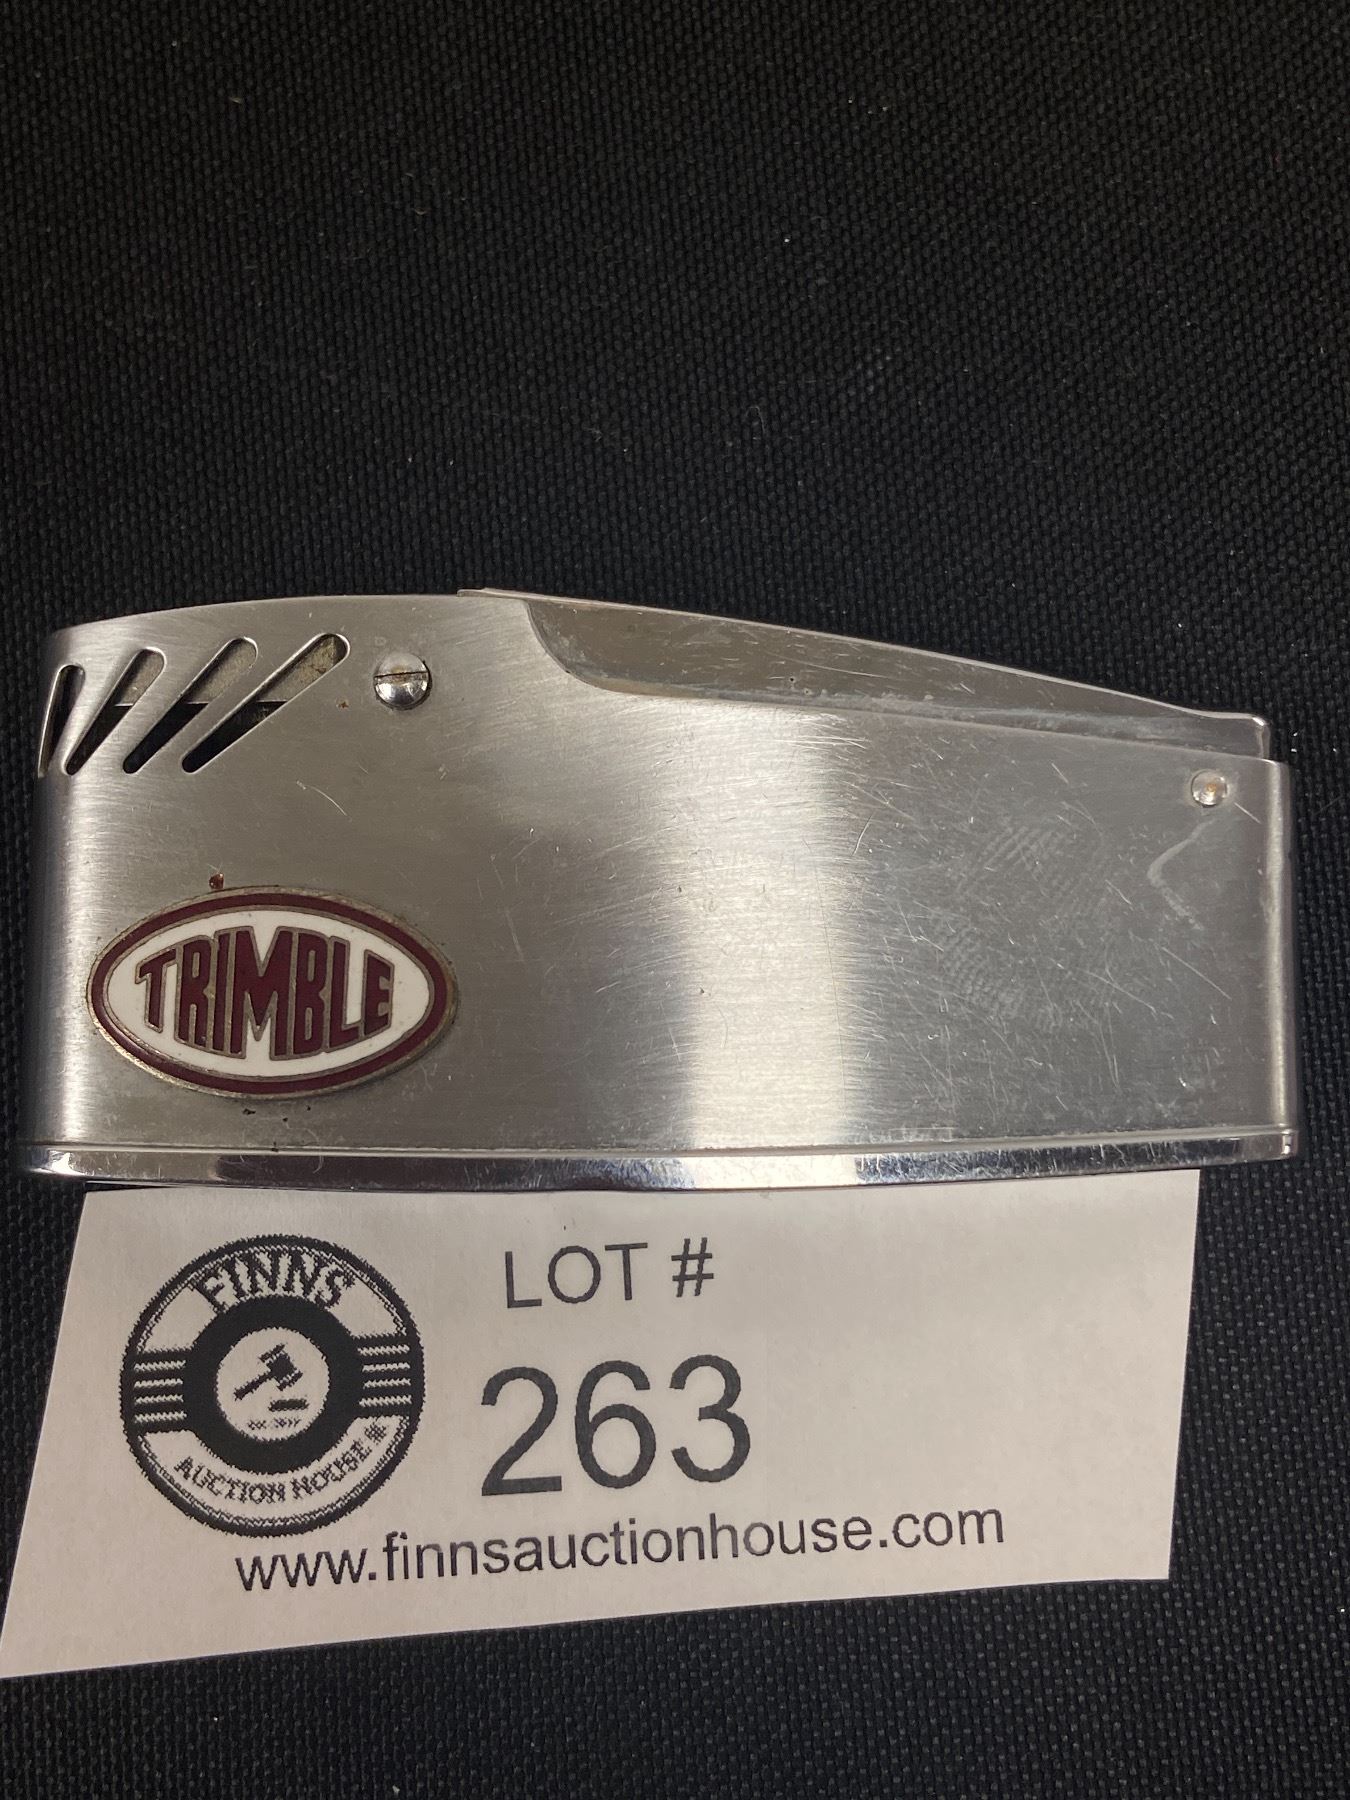 TRIMBLE
LOT #
FINNS
263
AUCTION HOUSE
www.finnsauctionhouse.com